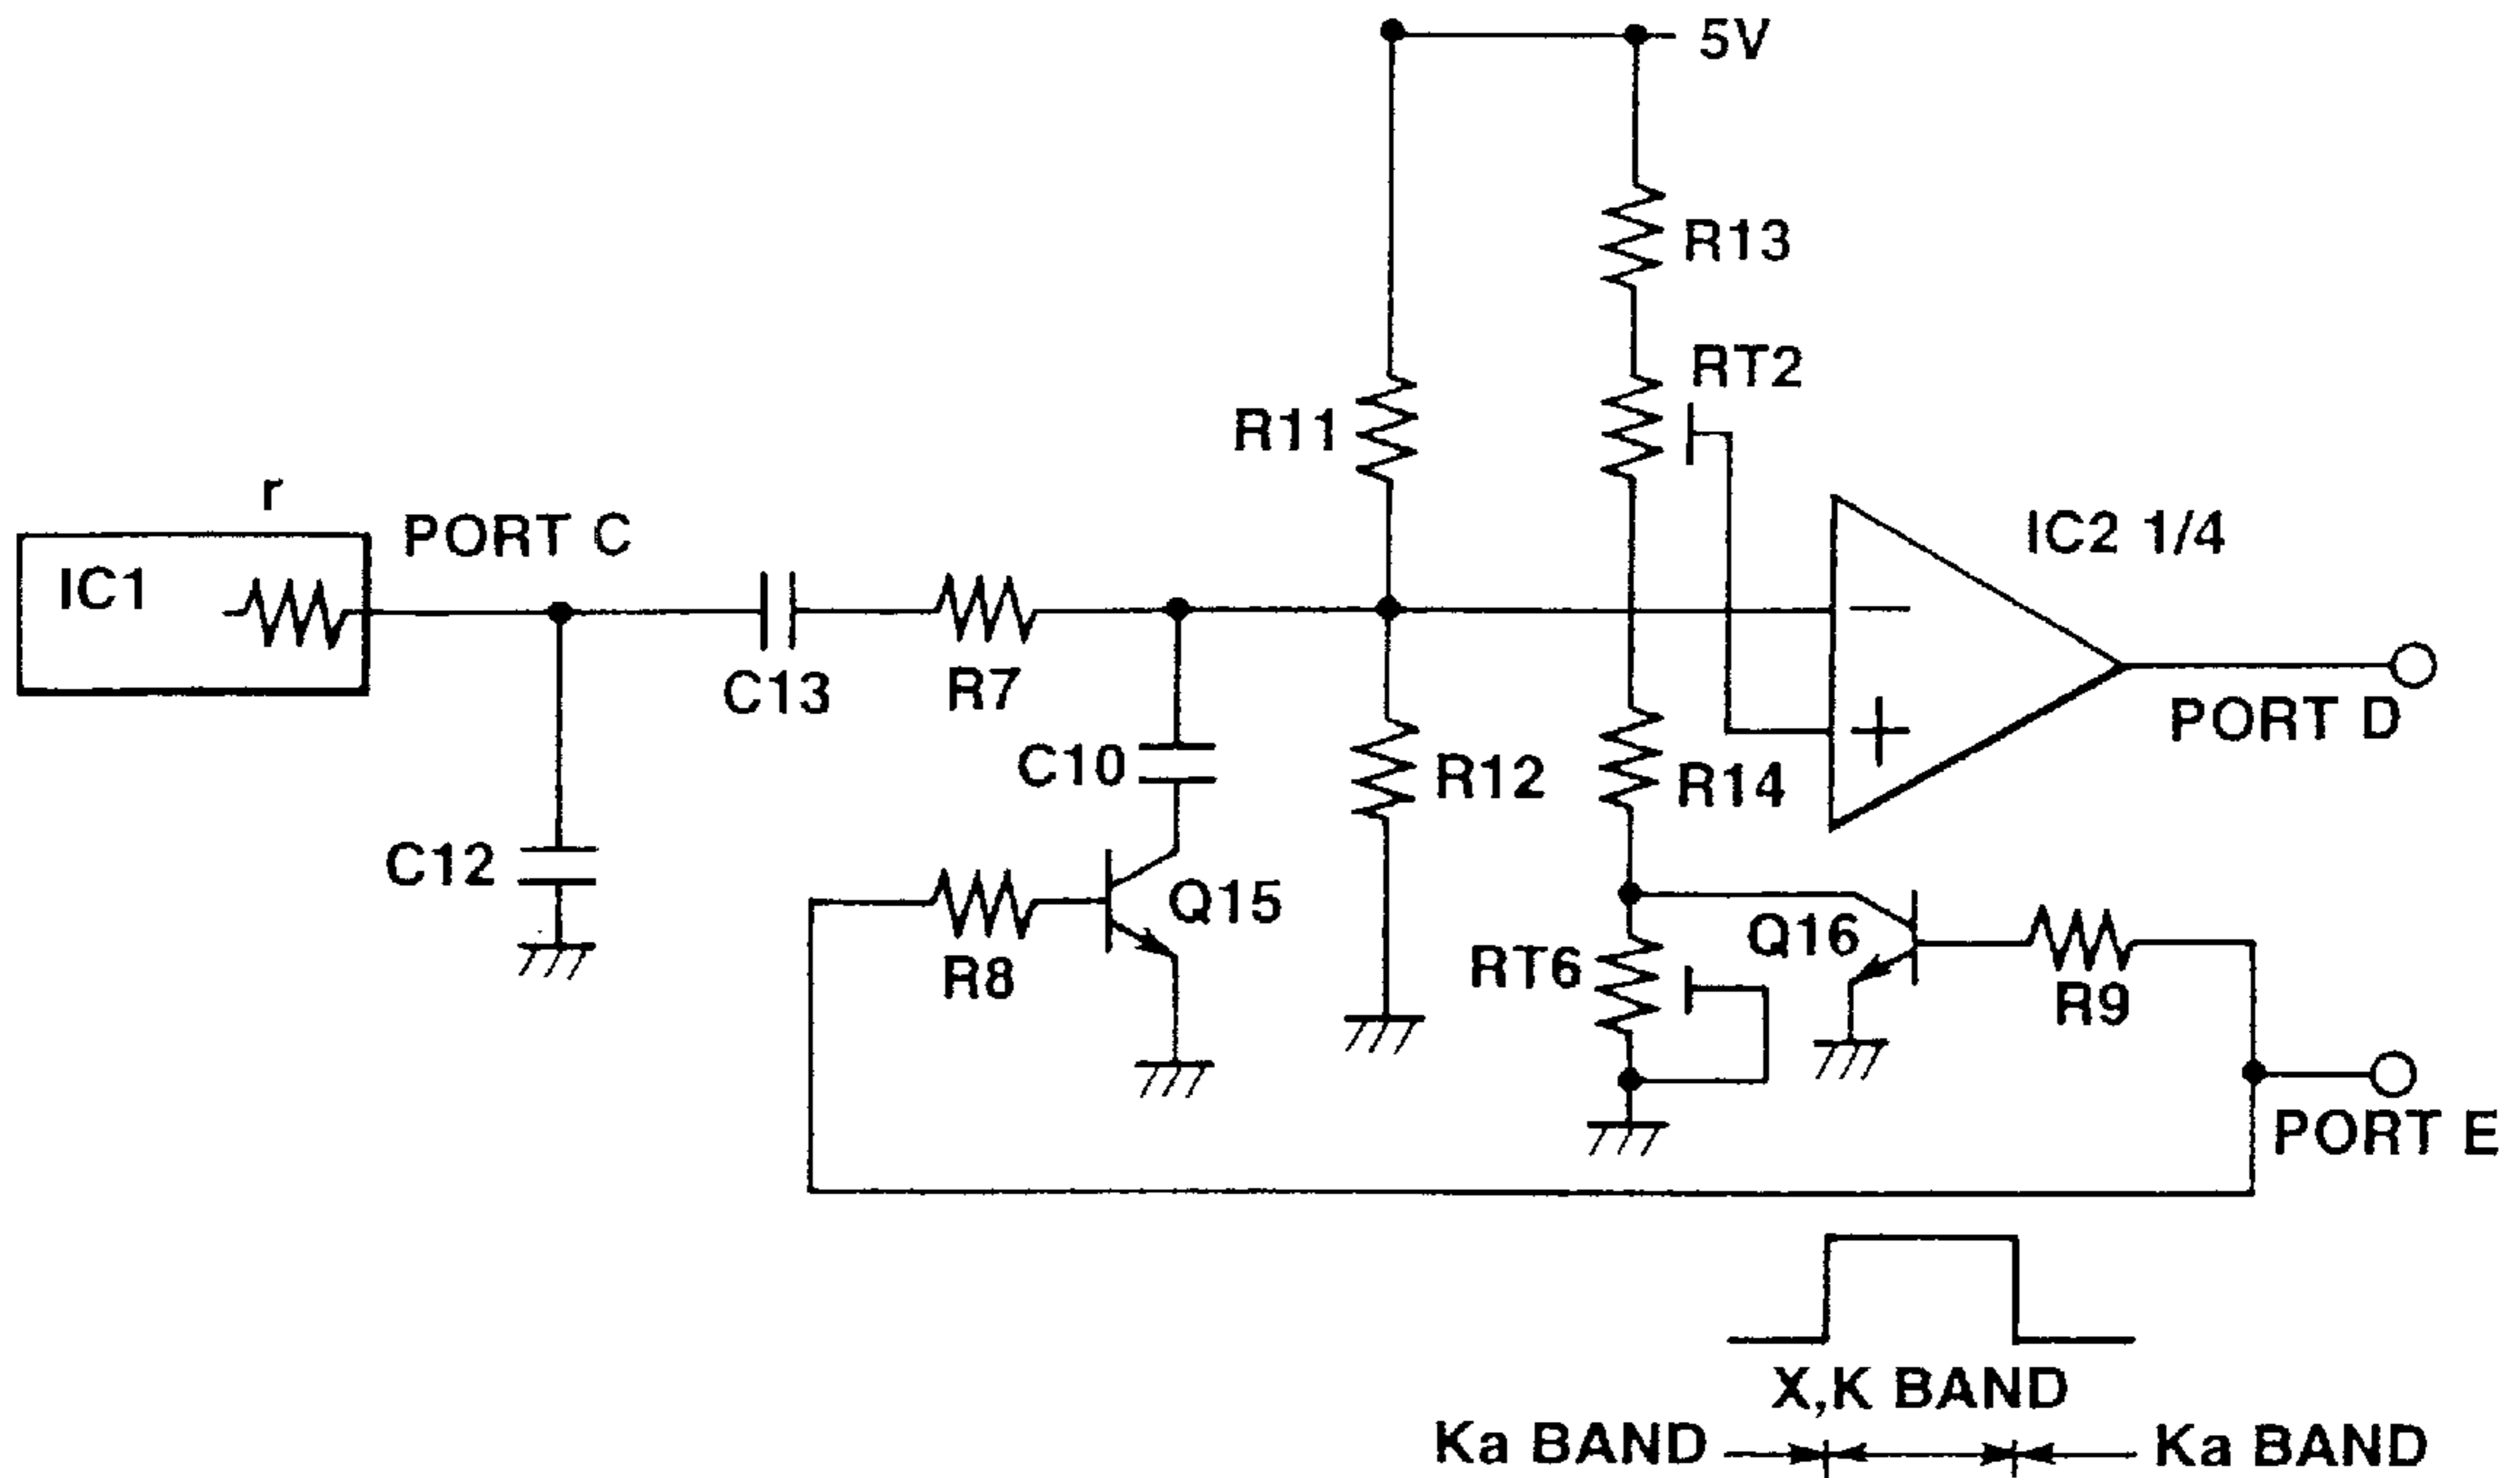 5V
R13
RT2
R11
r
PORT C
IC2 1/4
IC1
C13
R7
PORT D
C10
R12
R14
C12
Q15
Q16
R8
RT6
R9
PORT E
X,K BAND
Ka BAND
Ka BAND